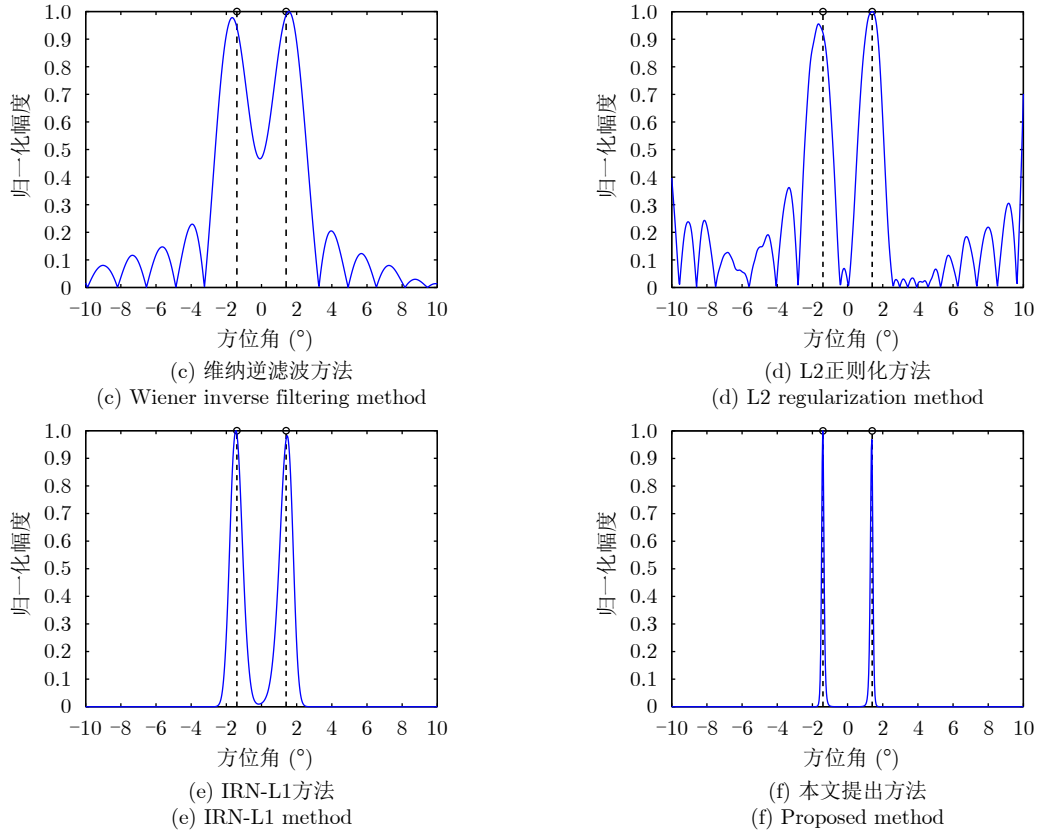 1.0
0.9
0.8
0.7
0.6
0.5
0.4
0.3
0.2
0.1
0
归一化幅度
−10 −8 −6 −4 −2 0 2 4 6 8 10
方位角 (°)
(c) 维纳逆滤波方法
(c) Wiener inverse filtering method
1.0
0.9
0.8
0.7
0.6
0.5
0.4
0.3
0.2
0.1
0
归一化幅度
−10 −8 −6 −4 −2 0 2 4 6 8 10
方位角 (°)
(d) L2正则化方法
(d) L2 regularization method
1.0
0.9
0.8
0.7
0.6
0.5
0.4
0.3
0.2
0.1
0
归一化幅度
−10 −8 −6 −4 −2 0 2 4 6 8 10
方位角 (°)
(e) IRN-L1方法
(e) IRN-L1 method
1.0
0.9
0.8
0.7
0.6
0.5
0.4
0.3
0.2
0.1
0
归一化幅度
−10 −8 −6 −4 −2 0 2 4 6 8 10
方位角 (°)
(f) 本文提出方法
(f) Proposed method